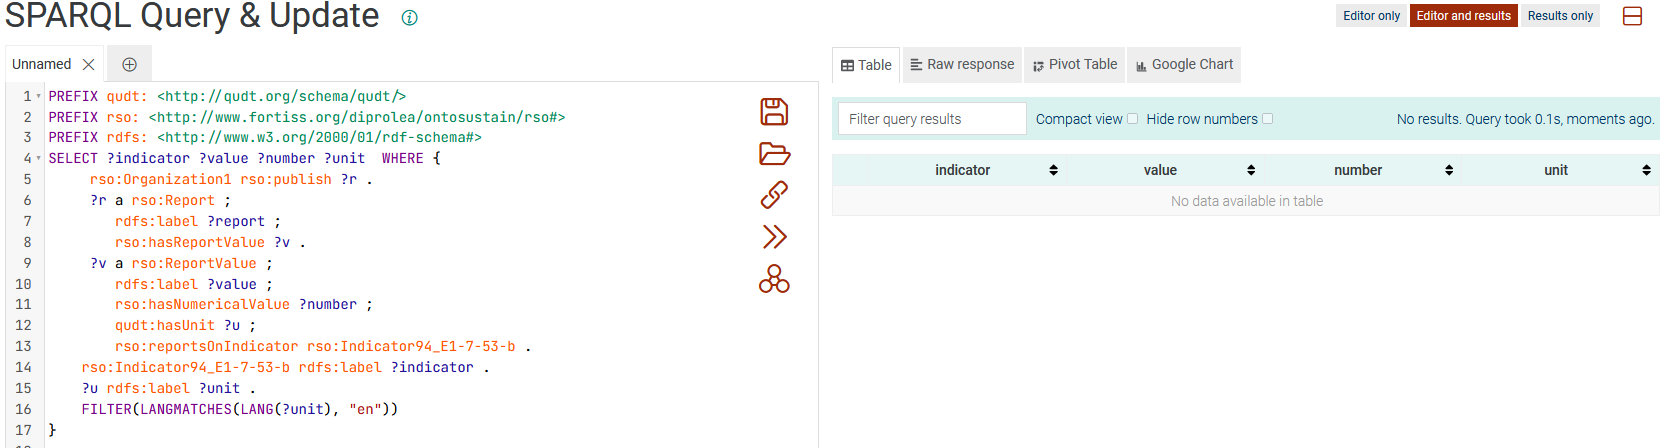 SPARQL Query & Update
Editor only
Editor and results
Results only
Unnamed
Table
Raw response
Pivot Table
Google Chart
1 PREFIX qudt: <http://qudt.org/schema/qudt/>
2 PREFIX rso: <http://www.fortiss.org/diprolea/ontosustain/rso#>
3 PREFIX rdfs: <http://www.w3.org/2000/01/rdf-schema#>
4 SELECT ?indicator ?value ?number ?unit  WHERE {
5      rso:Organization1 rso:publish ?r .
6      ?r a rso:Report ;
7         rdfs:label ?report ;
8         rso:hasReportValue ?v .
9      ?v a rso:ReportValue ;
10         rdfs:label ?value ;
11         rso:hasNumericalValue ?number ;
12         qudt:hasUnit ?u ;
13         rso:reportsOnIndicator rso:Indicator94_E1-7-53-b .
14     rso:Indicator94_E1-7-53-b rdfs:label ?indicator .
15     ?u rdfs:label ?unit .
16     FILTER(LANGMATCHES(LANG(?unit), "en"))
17 }
Filter query results
Compact view
Hide row numbers
No results. Query took 0.1s, moments ago.
indicator value number unit
No data available in table